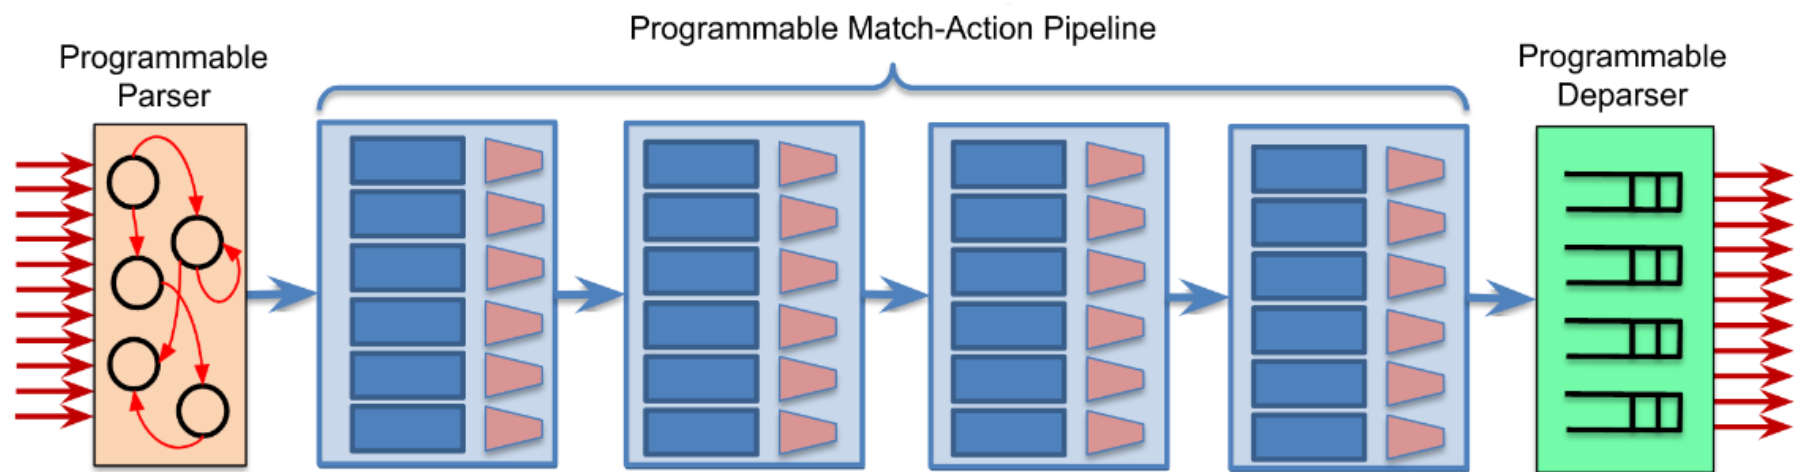 Programmable Match-Action Pipeline
Programmable
Parser
Programmable
Deparser